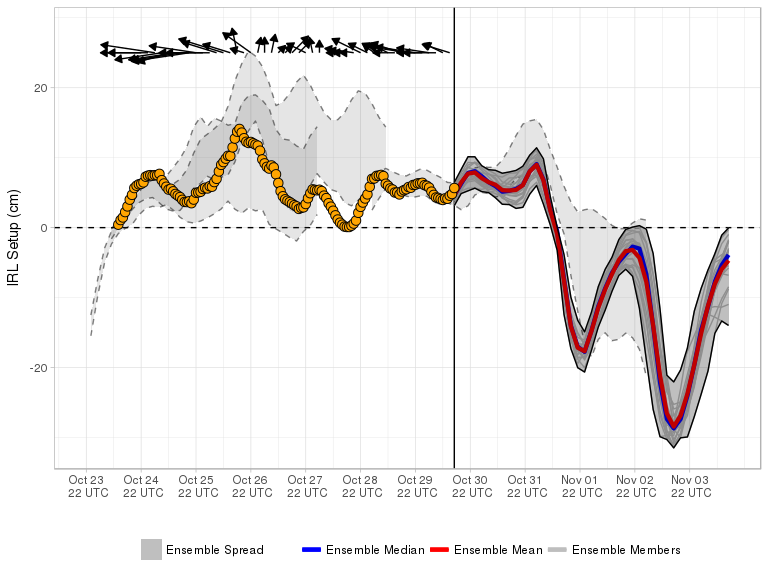 IRL Setup (cm)
20
0
-20
Oct 23 Oct 24 Oct 25 Oct 26 Oct 27 Oct 28 Oct 29 Oct 30 Oct 31 Nov 01 Nov 02 Nov 03
22 UTC 22 UTC 22 UTC 22 UTC 22 UTC 22 UTC 22 UTC 22 UTC 22 UTC 22 UTC 22 UTC 22 UTC
Ensemble Spread Ensemble Median Ensemble Mean Ensemble Members